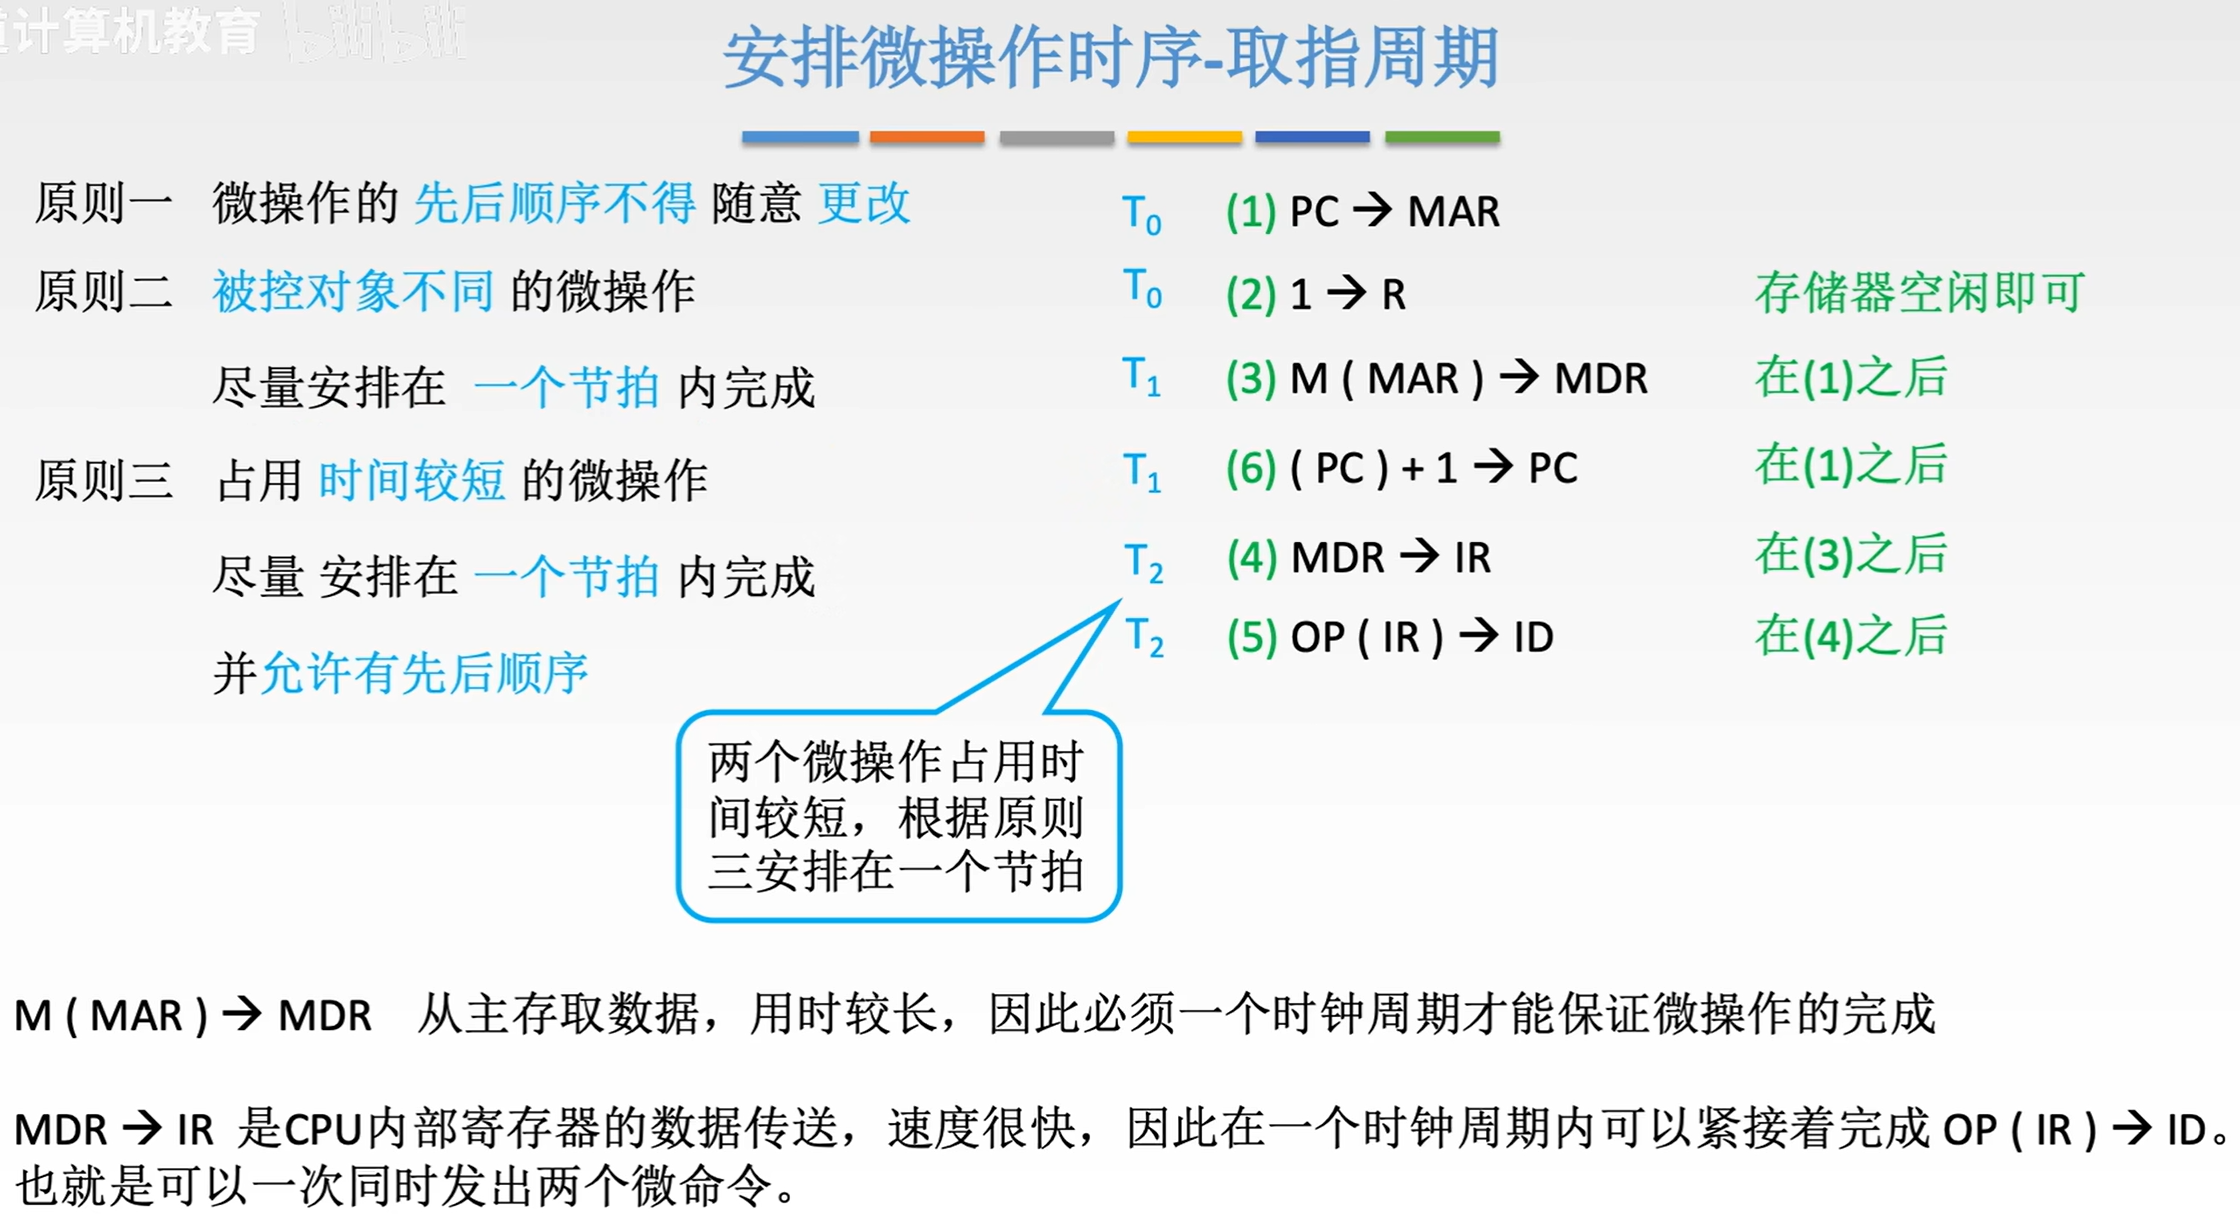 计算机教育 bilibili
安排微操作时序-取指周期
原则一 微操作的 先后顺序不得 随意 更改
原则二 被控对象不同 的微操作
尽量安排在 一个节拍 内完成
原则三 占用 时间较短 的微操作
尽量 安排在 一个节拍 内完成
并允许有先后顺序
T₀ (1) PC → MAR
T₀ (2) 1 → R 存储器空闲即可
T₁ (3) M ( MAR ) → MDR 在(1)之后
T₁ (6) ( PC ) + 1 → PC 在(1)之后
T₂ (4) MDR → IR 在(3)之后
T₂ (5) OP ( IR ) → ID 在(4)之后
两个微操作占用时
间较短，根据原则
三安排在一个节拍
M ( MAR ) → MDR 从主存取数据，用时较长，因此必须一个时钟周期才能保证微操作的完成
MDR → IR 是CPU内部寄存器的数据传送，速度很快，因此在一个时钟周期内可以紧接着完成 OP ( IR ) → ID。
也就是可以一次同时发出两个微命令。